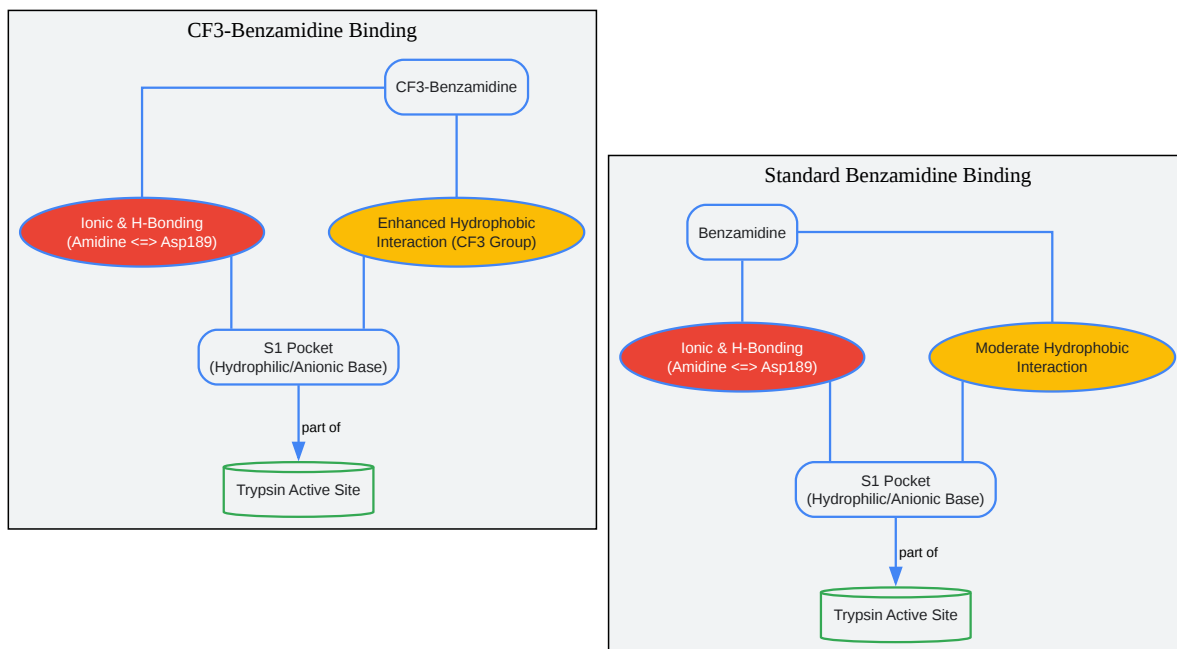 CF3-Benzamidine Binding
CF3-Benzamidine
Ionic & H-Bonding
(Amidine <=> Asp189)
Enhanced Hydrophobic
Interaction (CF3 Group)
S1 Pocket
(Hydrophilic/Anionic Base)
part of
Trypsin Active Site
Standard Benzamidine Binding
Benzamidine
Ionic & H-Bonding
(Amidine <=> Asp189)
Moderate Hydrophobic
Interaction
S1 Pocket
(Hydrophilic/Anionic Base)
part of
Trypsin Active Site